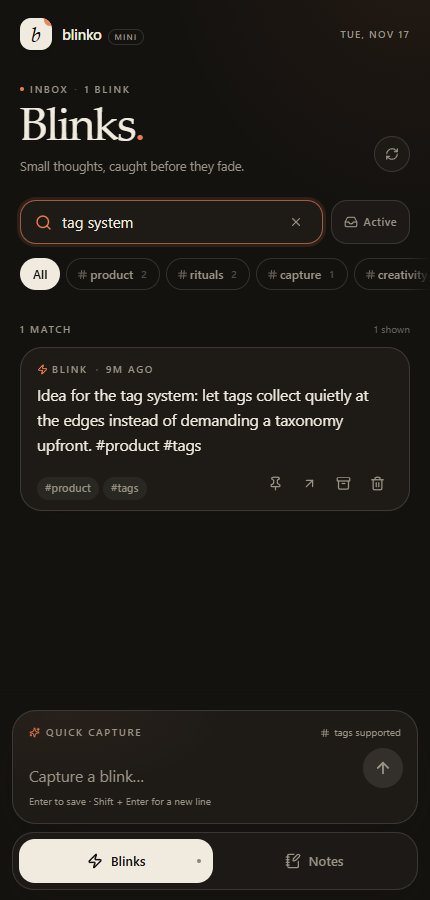 b blinko MINI TUE, NOV 17
INBOX · 1 BLINK
Blinks.
Small thoughts, caught before they fade.
tag system
Active
All # product 2 # rituals 2 # capture 1 # creativity
1 MATCH 1 shown
BLINK · 9M AGO
Idea for the tag system: let tags collect quietly at
the edges instead of demanding a taxonomy
upfront. #product #tags
#product #tags
QUICK CAPTURE # tags supported
Capture a blink...
Enter to save · Shift + Enter for a new line
Blinks Notes